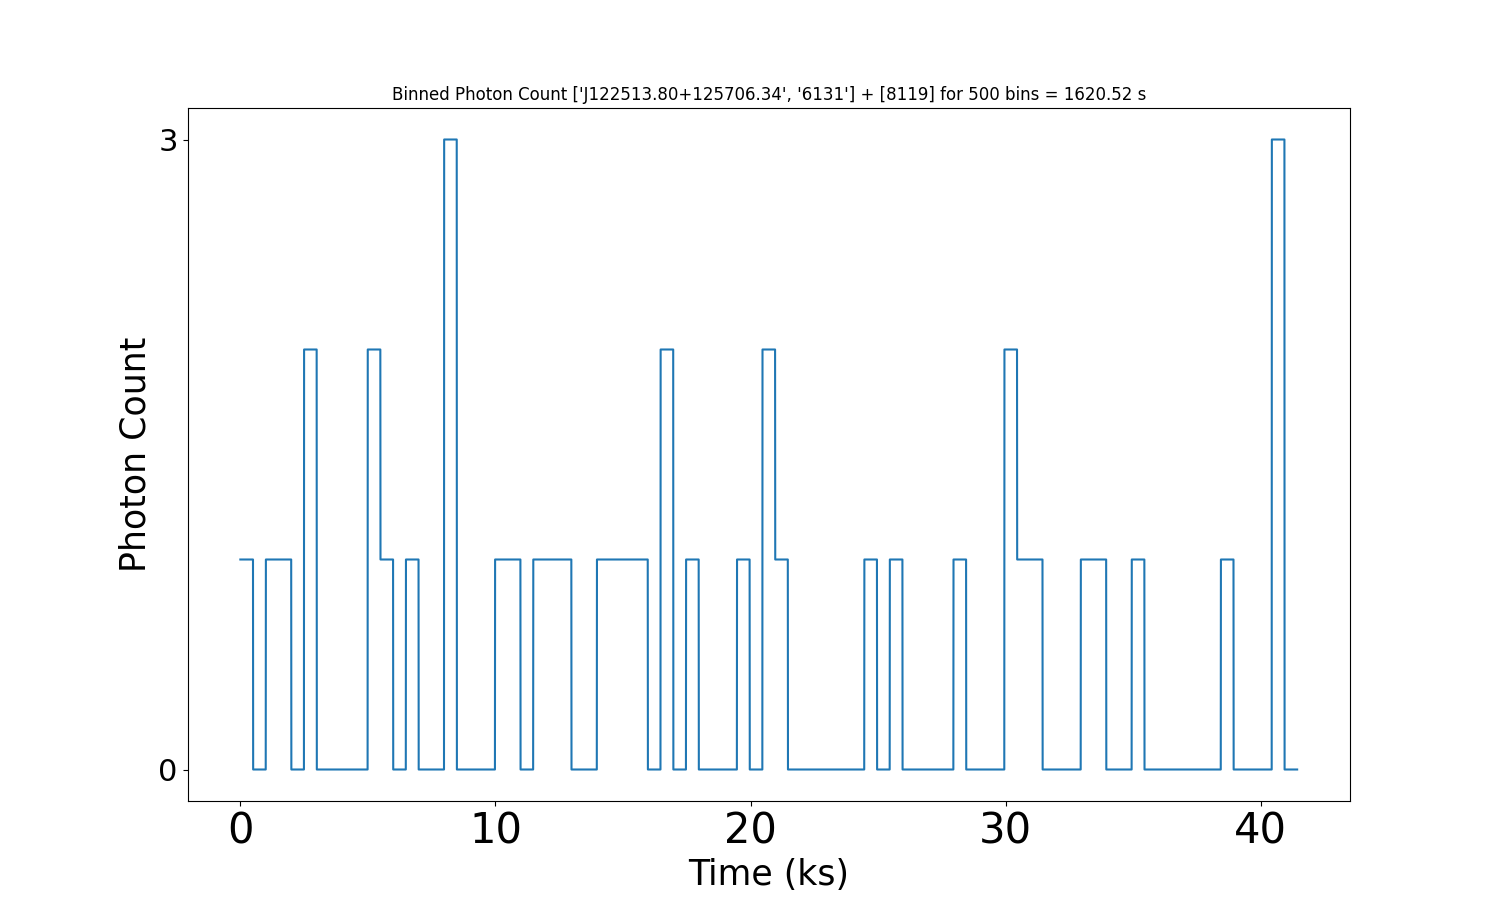 Binned Photon Count ['J122513.80+125706.34', '6131'] + [8119] for 500 bins = 1620.52 s
3
Photon Count
0
0 10 20 30 40
Time (ks)